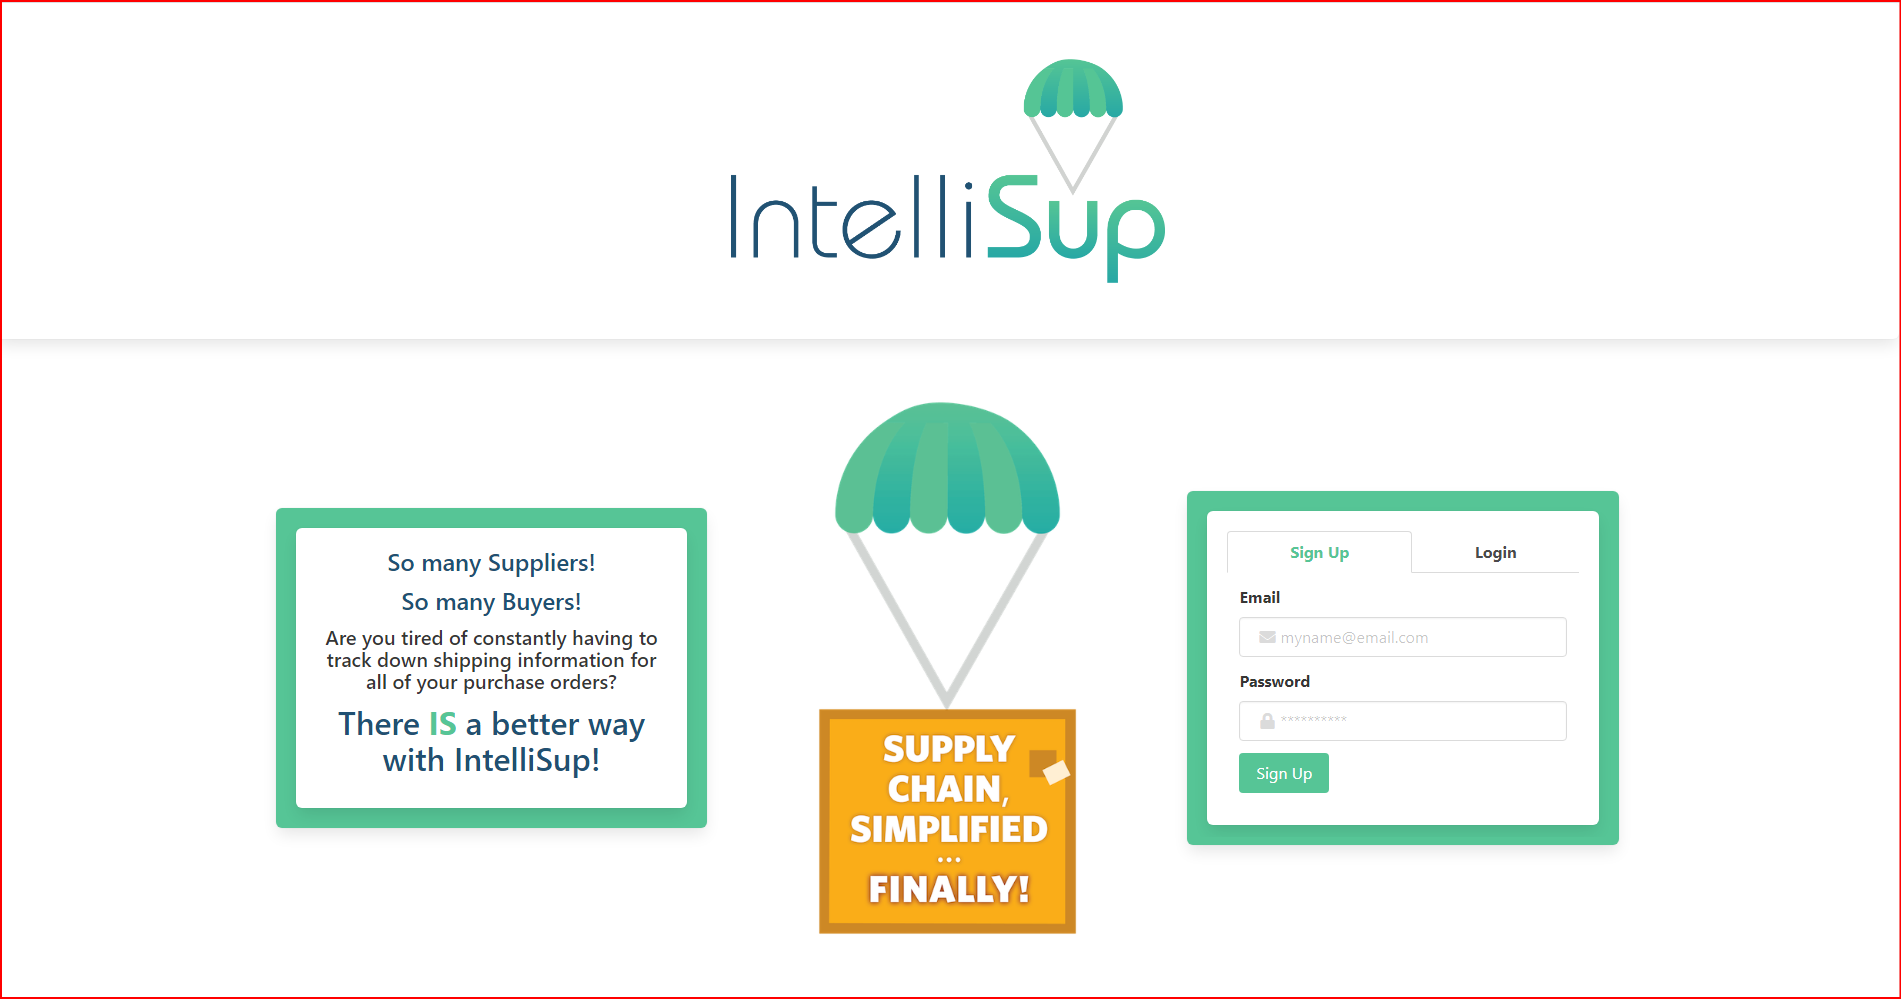 IntelliSup
So many Suppliers!
So many Buyers!
Are you tired of constantly having to
track down shipping information for
all of your purchase orders?
There IS a better way
with IntelliSup!
SUPPLY
CHAIN,
SIMPLIFIED
...
FINALLY!
Sign Up
Login
Email
myname@email.com
Password
**********
Sign Up